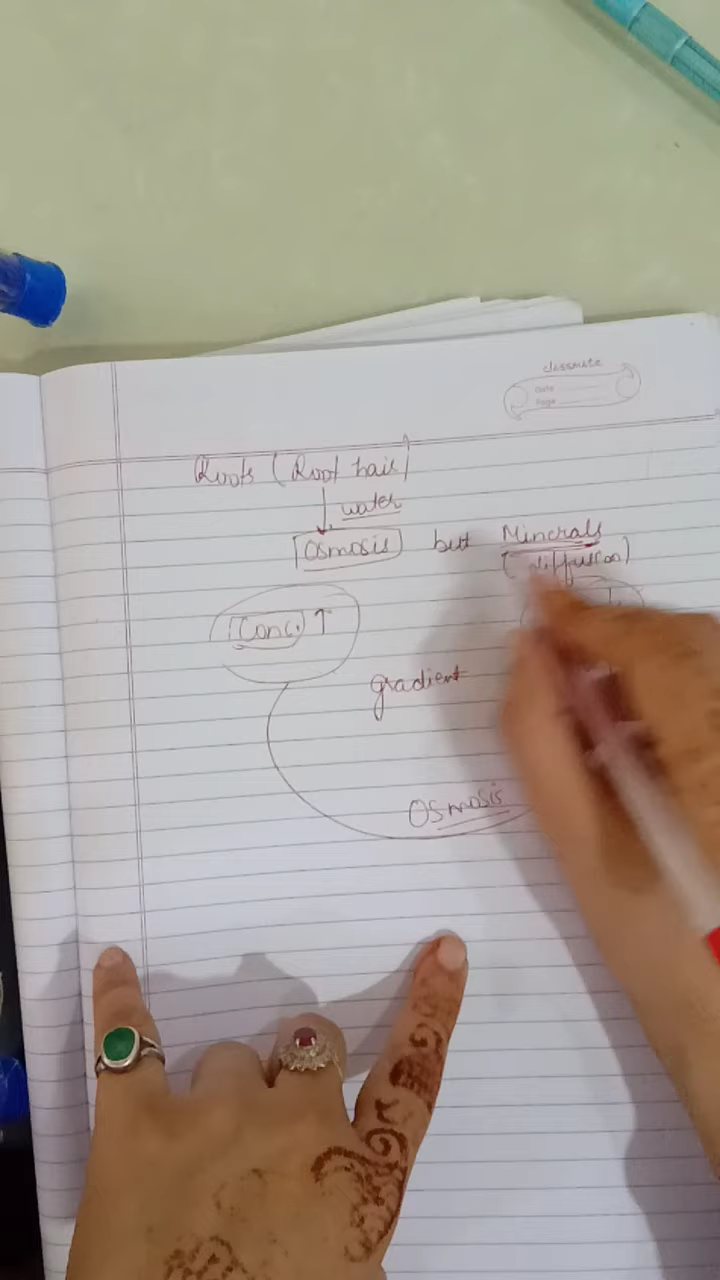 classmate
Date
Page
Roots (Root hair)
water
Osmosis but Minerals
(diffusion)
Conc. ↑
gradient
Osmosis